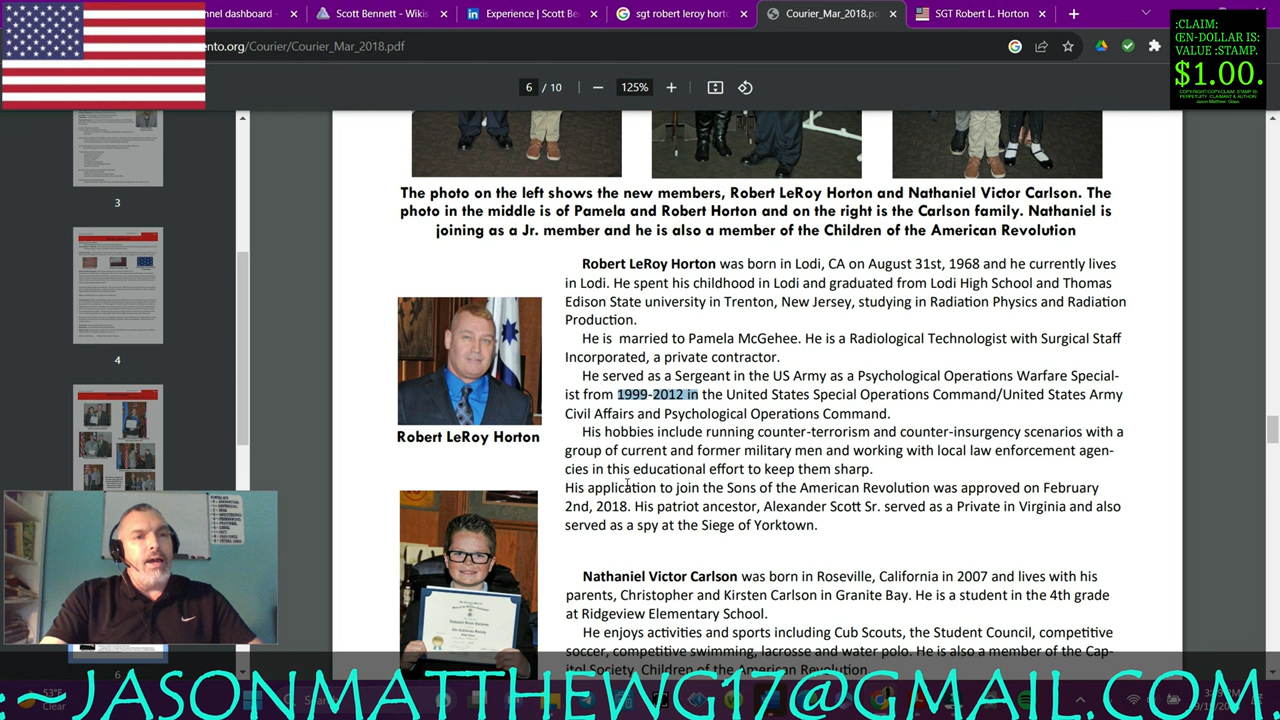 nnel dashboard -
Scott Bennett - Wikis
Experience | Scott Be
sgt robert leroy horto
Courier_Mar_2018.p
SGT Robert L. Horton
ento.org/Courier/Courier_Mar_2018.pdf
:CLAIM:
ŒN-DOLLAR IS:
VALUE :STAMP.
$1.00.
6 / 10
125%
3
4
6
The photo on the left shows the new members, Robert LeRoy Horton and Nathaniel Victor Carlson. The
photo in the middle is of Pamela and Robert Horton and on the right is the Carlson family. Nathaniel is
joining as a Jr. member and he is also a member of the Children of the American Revolution
Robert LeRoy Horton was born in Lodi, CA on August 31st, 1968 and he currently lives
in Lodi. He spent his childhood in Lodi and graduated from Lodi High School and Thomas
Edison State university in Trenton, New Jersey, studying in Radiation Physics and Radiation
Production.
He is married to Pamela McGehee. He is a Radiological Technologist with Surgical Staff
Incorporated, a private contractor.
He served as a Sergeant in the US Army as a Psychological Operations Warfare Special-
ist from 1999-2012 in the United States Special Operations Command/United States Army
Civil Affairs and Psychological Operations Command.
His hobbies include running counter-terrorism and counter-insurgency scenarios with a
group of current and former military men and working with local law enforcement agen-
cies in this educational effort to keep them sharp.
His application to join the Sons of the American Revolution was approved on February
2nd, 2018. His patriot ancestor, Alexander Scott Sr. served as a Private in Virginia and also
served as a spy at the Siege of Yorktown.
Robert LeRoy Horton
Nathaniel Victor Carlson was born in Roseville, California in 2007 and lives with his
parents, Christopher and Kirsten Carlson in Granite Bay. He is a student in the 4th grade
at Ridgeview Elementary School.
He enjoys activities and sports including Cub Scouts, the Student Council, competitive
soccer, competitive swimming, lacrosse and water polo. He is also a member of the Cap-
itol Society, Children of the American Revolution
53°F
Clear
:~JASONMATTHEWG17@GMAIL.COM.